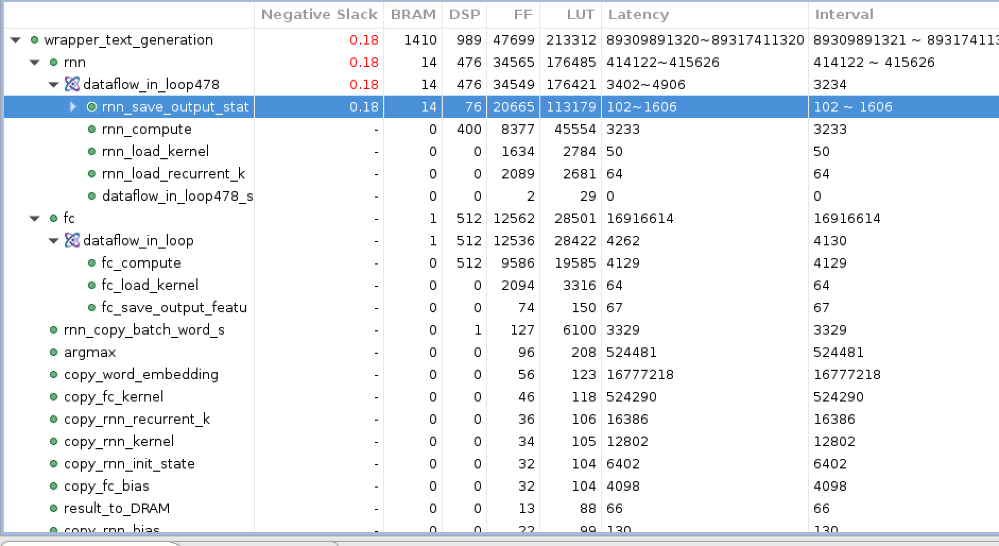 Negative Slack BRAM DSP FF LUT Latency Interval
wrapper_text_generation 0.18 1410 989 47699 213312 89309891320~89317411320 89309891321 ~ 893174113
rnn 0.18 14 476 34565 176485 414122~415626 414122 ~ 415626
dataflow_in_loop478 0.18 14 476 34549 176421 3402~4906 3234
rnn_save_output_stat 0.18 14 76 20665 113179 102~1606 102 ~ 1606
rnn_compute - 0 400 8377 45554 3233 3233
rnn_load_kernel - 0 0 1634 2784 50 50
rnn_load_recurrent_k - 0 0 2089 2681 64 64
dataflow_in_loop478_s - 0 0 2 29 0 0
fc - 1 512 12562 28501 16916614 16916614
dataflow_in_loop - 1 512 12536 28422 4262 4130
fc_compute - 0 512 9586 19585 4129 4129
fc_load_kernel - 0 0 2094 3316 64 64
fc_save_output_featu - 0 0 74 150 67 67
rnn_copy_batch_word_s - 0 1 127 6100 3329 3329
argmax - 0 0 96 208 524481 524481
copy_word_embedding - 0 0 56 123 16777218 16777218
copy_fc_kernel - 0 0 46 118 524290 524290
copy_rnn_recurrent_k - 0 0 36 106 16386 16386
copy_rnn_kernel - 0 0 34 105 12802 12802
copy_rnn_init_state - 0 0 32 104 6402 6402
copy_fc_bias - 0 0 32 104 4098 4098
result_to_DRAM - 0 0 13 88 66 66
copy_rnn_bias - 0 0 22 99 130 130